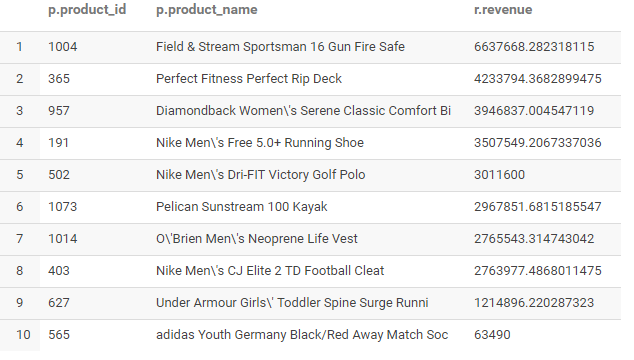 p.product_id p.product_name r.revenue
1 1004 Field & Stream Sportsman 16 Gun Fire Safe 6637668.282318115
2 365 Perfect Fitness Perfect Rip Deck 4233794.3682899475
3 957 Diamondback Women\'s Serene Classic Comfort Bi 3946837.004547119
4 191 Nike Men\'s Free 5.0+ Running Shoe 3507549.2067337036
5 502 Nike Men\'s Dri-FIT Victory Golf Polo 3011600
6 1073 Pelican Sunstream 100 Kayak 2967851.6815185547
7 1014 O\'Brien Men\'s Neoprene Life Vest 2765543.314743042
8 403 Nike Men\'s CJ Elite 2 TD Football Cleat 2763977.4868011475
9 627 Under Armour Girls\' Toddler Spine Surge Runni 1214896.220287323
10 565 adidas Youth Germany Black/Red Away Match Soc 63490